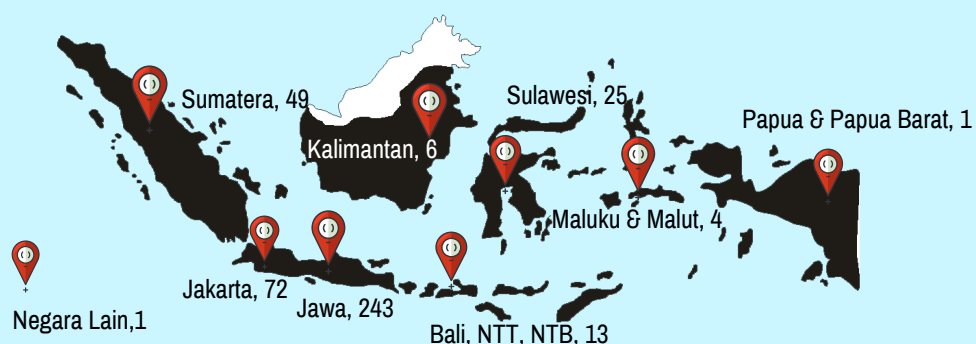 Sumatera, 49
Kalimantan, 6
Sulawesi, 25
Papua & Papua Barat, 1
Maluku & Malut, 4
Jakarta, 72
Jawa, 243
Negara Lain,1
Bali, NTT, NTB, 13